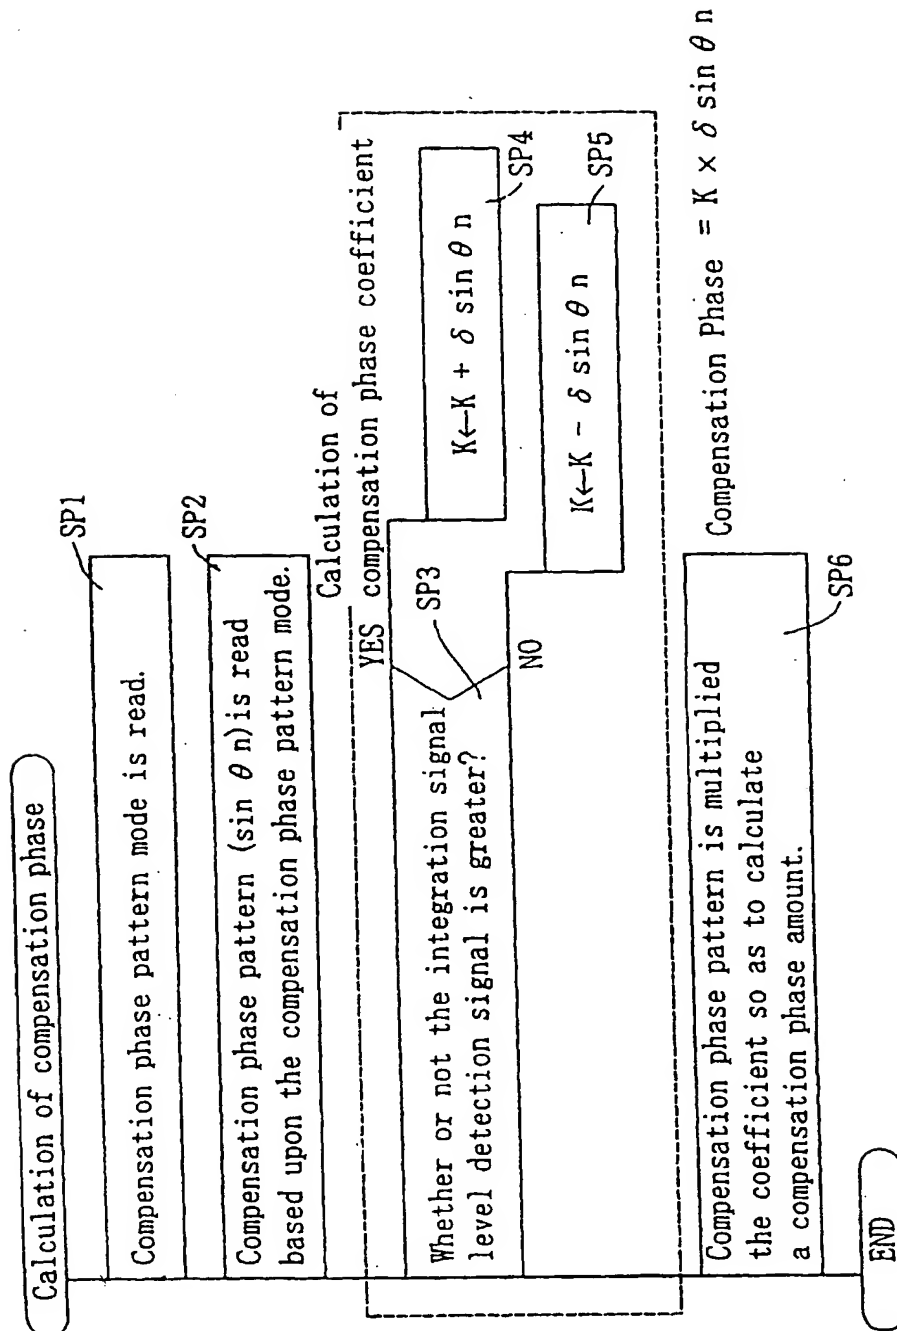 Calculation of compensation phase
SP1
Compensation phase pattern mode is read.
SP2
Compensation phase pattern (sin θ n) is read
based upon the compensation phase pattern mode.
Calculation of
compensation phase coefficient
YES
SP3
Whether or not the integration signal
level detection signal is greater?
NO
K←K + δ sin θ n
SP4
K←K - δ sin θ n
SP5
Compensation phase pattern is multiplied
the coefficient so as to calculate
a compensation phase amount.
SP6
Compensation Phase = K × δ sin θ n
END